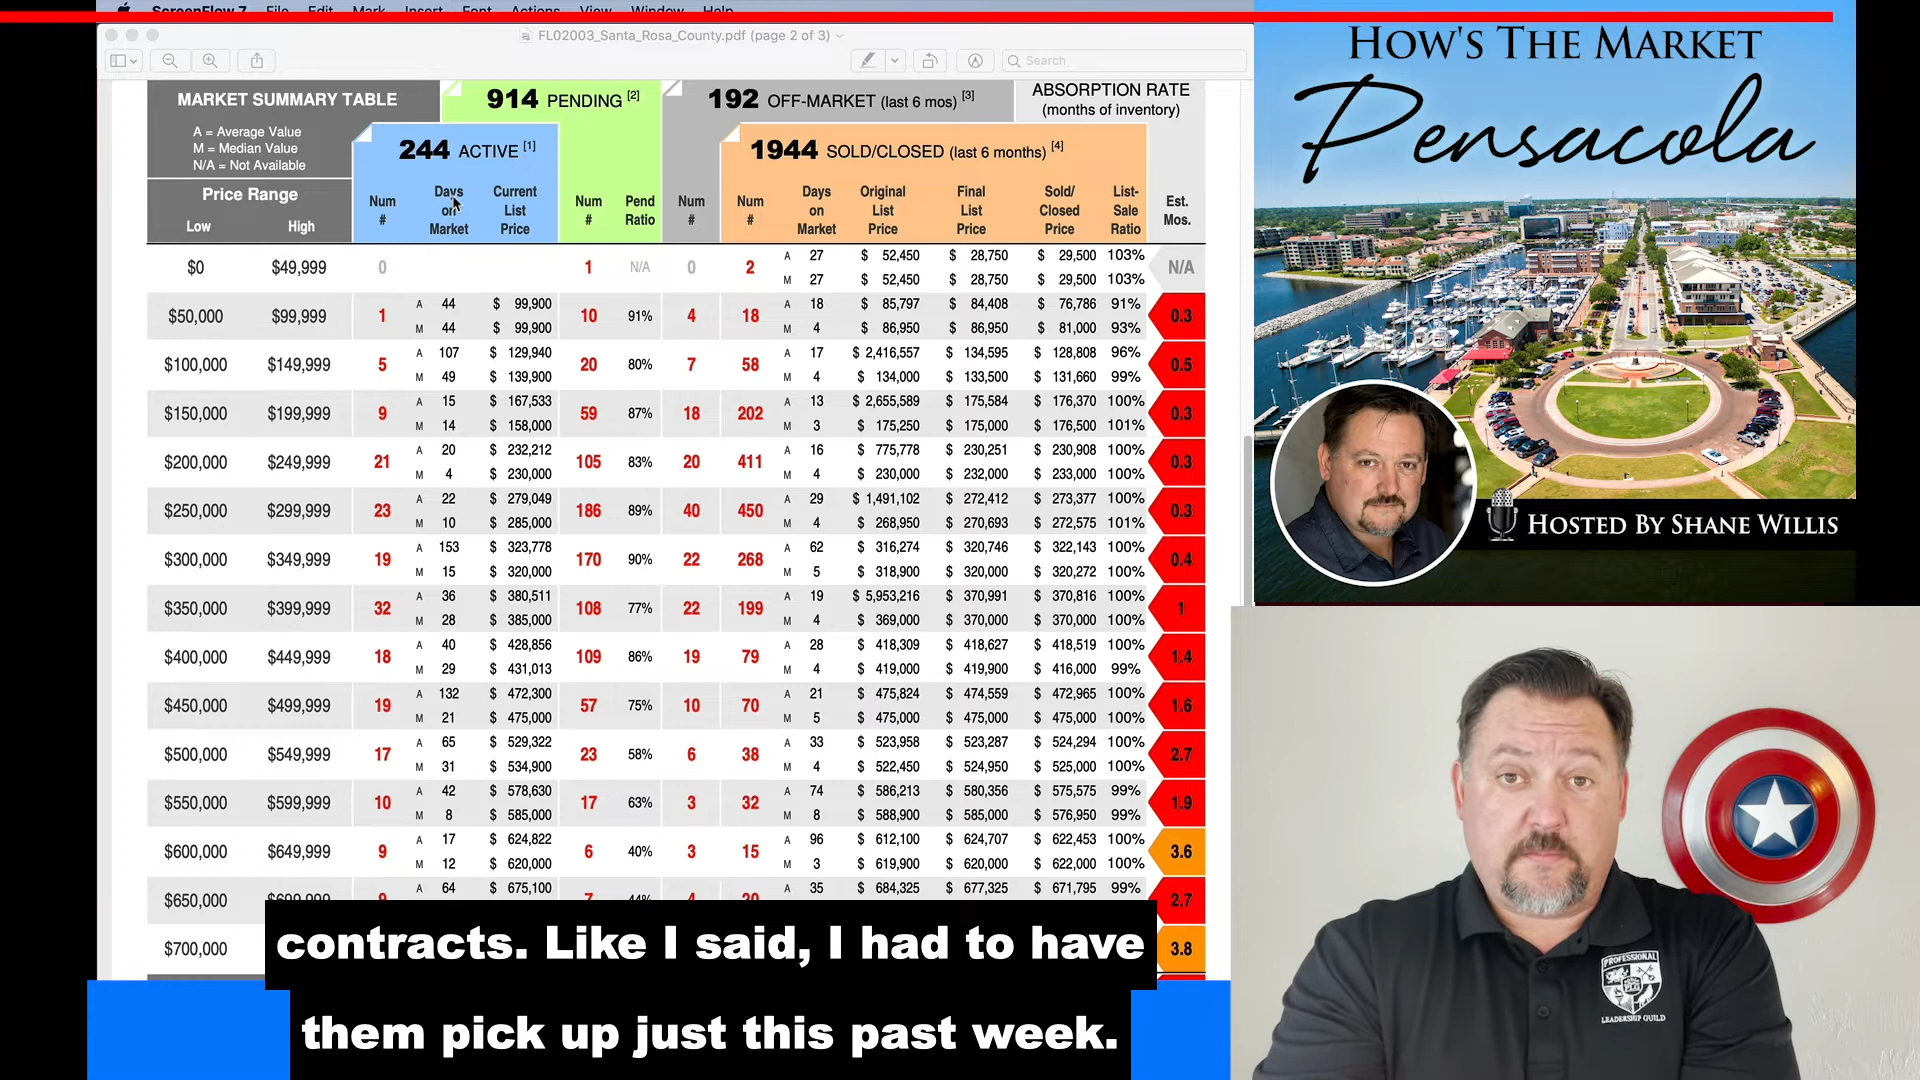 ScreenFlow 7 File Edit Mark Insert Font Actions View Window Help
FL02003_Santa_Rosa_County.pdf (page 2 of 3)
Search
MARKET SUMMARY TABLE
A = Average Value
M = Median Value
N/A = Not Available
914 PENDING [2]
192 OFF-MARKET (last 6 mos) [3]
ABSORPTION RATE
(months of inventory)
244 ACTIVE [1]
1944 SOLD/CLOSED (last 6 months) [4]
Price Range
Low High
Num # Days on Market Current List Price Num # Pend Ratio Num # Num # Days on Market Original List Price Final List Price Sold/Closed Price List-Sale Ratio Est. Mos.
$0 $49,999 0 1 N/A 0 2 A 27 $ 52,450 $ 28,750 $ 29,500 103% N/A
M 27 $ 52,450 $ 28,750 $ 29,500 103%
$50,000 $99,999 1 A 44 $ 99,900 10 91% 4 18 A 18 $ 85,797 $ 84,408 $ 76,786 91% 0.3
M 44 $ 99,900 M 4 $ 86,950 $ 86,950 $ 81,000 93%
$100,000 $149,999 5 A 107 $ 129,940 20 80% 7 58 A 17 $ 2,416,557 $ 134,595 $ 128,808 96% 0.5
M 49 $ 139,900 M 4 $ 134,000 $ 133,500 $ 131,660 99%
$150,000 $199,999 9 A 15 $ 167,533 59 87% 18 202 A 13 $ 2,655,589 $ 175,584 $ 176,370 100% 0.3
M 14 $ 158,000 M 3 $ 175,250 $ 175,000 $ 176,500 101%
$200,000 $249,999 21 A 20 $ 232,212 105 83% 20 411 A 16 $ 775,778 $ 230,251 $ 230,908 100% 0.3
M 4 $ 230,000 M 4 $ 230,000 $ 232,000 $ 233,000 100%
$250,000 $299,999 23 A 22 $ 279,049 186 89% 40 450 A 29 $ 1,491,102 $ 272,412 $ 273,377 100% 0.3
M 10 $ 285,000 M 4 $ 268,950 $ 270,693 $ 272,575 101%
$300,000 $349,999 19 A 153 $ 323,778 170 90% 22 268 A 62 $ 316,274 $ 320,746 $ 322,143 100% 0.4
M 15 $ 320,000 M 5 $ 318,900 $ 320,000 $ 320,272 100%
$350,000 $399,999 32 A 36 $ 380,511 108 77% 22 199 A 19 $ 5,953,216 $ 370,991 $ 370,816 100% 1
M 28 $ 385,000 M 4 $ 369,000 $ 370,000 $ 370,000 100%
$400,000 $449,999 18 A 40 $ 428,856 109 86% 19 79 A 28 $ 418,309 $ 418,627 $ 418,519 100% 1.4
M 29 $ 431,013 M 4 $ 419,000 $ 419,900 $ 416,000 99%
$450,000 $499,999 19 A 132 $ 472,300 57 75% 10 70 A 21 $ 475,824 $ 474,559 $ 472,965 100% 1.6
M 21 $ 475,000 M 5 $ 475,000 $ 475,000 $ 475,000 100%
$500,000 $549,999 17 A 65 $ 529,322 23 58% 6 38 A 33 $ 523,958 $ 523,287 $ 524,294 100% 2.7
M 31 $ 534,900 M 4 $ 522,450 $ 524,950 $ 525,000 100%
$550,000 $599,999 10 A 42 $ 578,630 17 63% 3 32 A 74 $ 586,213 $ 580,356 $ 575,575 99% 1.9
M 8 $ 585,000 M 8 $ 588,900 $ 585,000 $ 576,950 99%
$600,000 $649,999 9 A 17 $ 624,822 6 40% 3 15 A 96 $ 612,100 $ 624,707 $ 622,453 100% 3.6
M 12 $ 620,000 M 3 $ 619,900 $ 620,000 $ 622,000 100%
$650,000 A 64 $ 675,100 A 35 $ 684,325 $ 677,325 $ 671,795 99% 2.7
$700,000 3.8
contracts. Like I said, I had to have
them pick up just this past week.
HOW'S THE MARKET
Pensacola
HOSTED BY SHANE WILLIS
PROFESSIONAL
LEADERSHIP GUILD